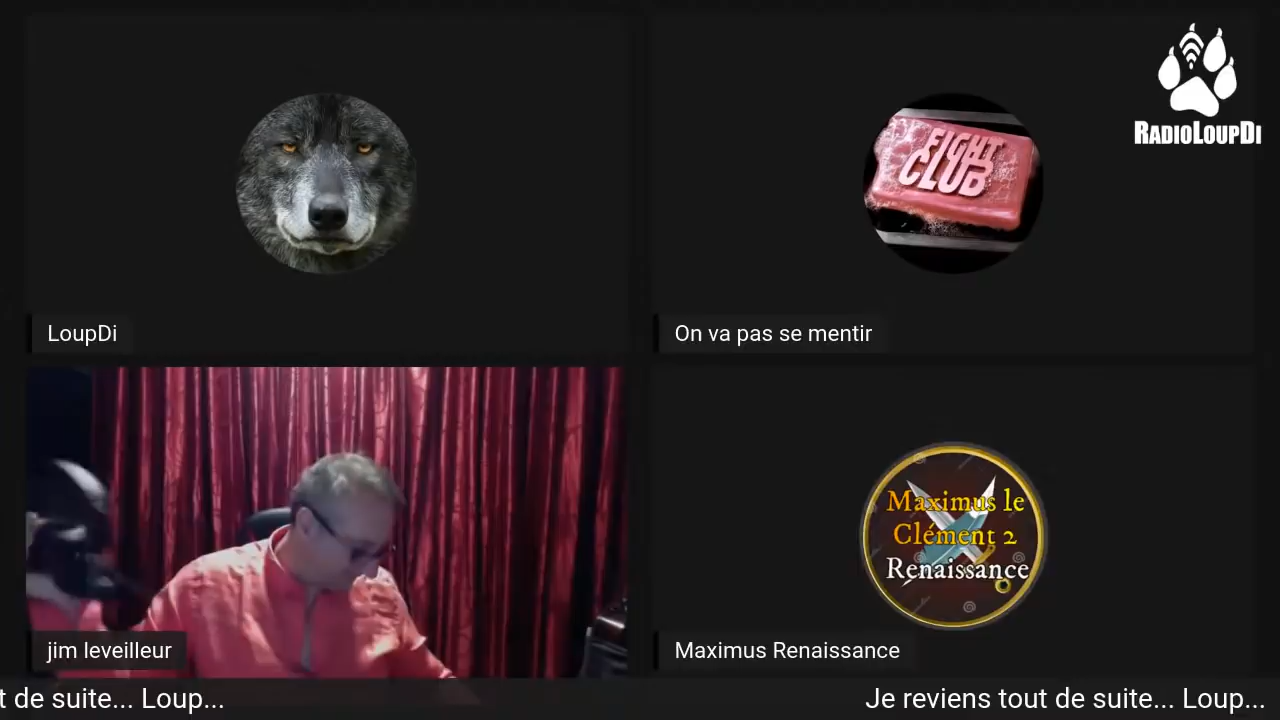 RADIOLOUPDI
FIGHT
CLUB
LoupDi
On va pas se mentir
Maximus le
Clément 2
Renaissance
jim leveilleur
Maximus Renaissance
t de suite... Loup...
Je reviens tout de suite... Loup...